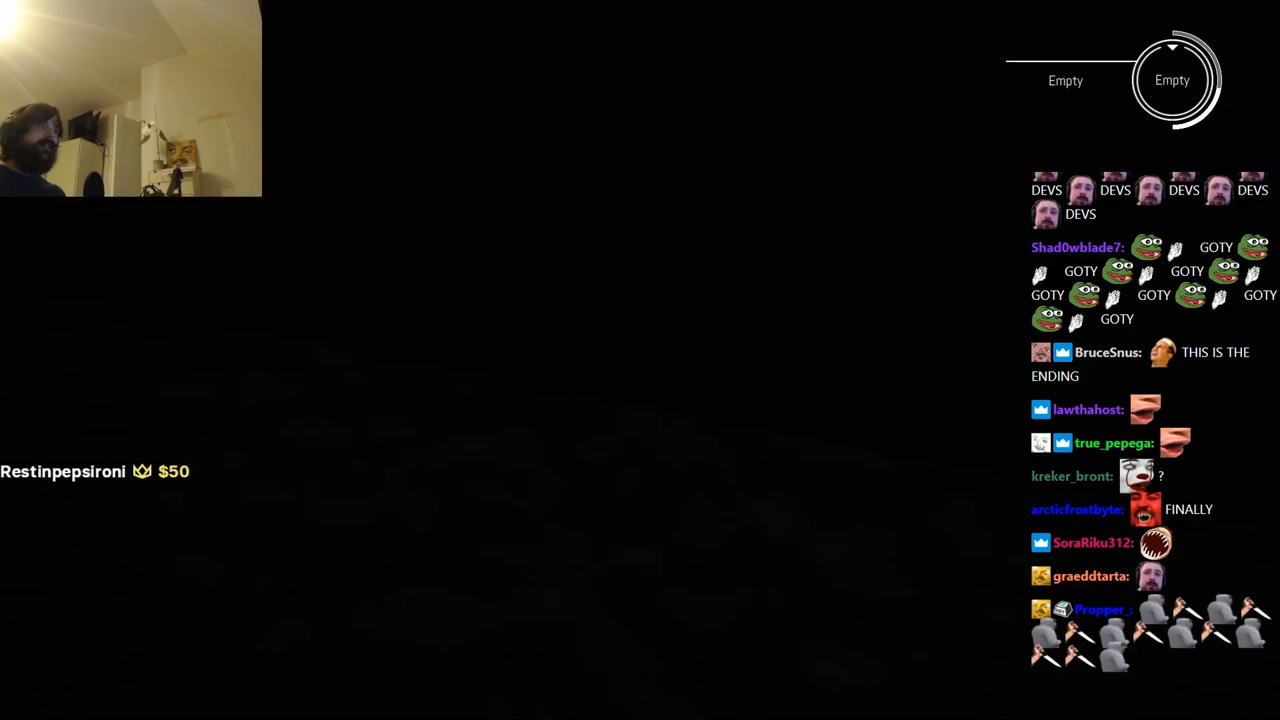 Empty
Empty
DEVS DEVS DEVS DEVS
DEVS
Shad0wblade7: GOTY
GOTY GOTY
GOTY GOTY GOTY
GOTY
BruceSnus: THIS IS THE
ENDING
lawthahost:
true_pepega:
kreker_bront: ?
arcticfrostbyte: FINALLY
SoraRiku312:
graeddtarta:
Propper_:
Restinpepsironi $50